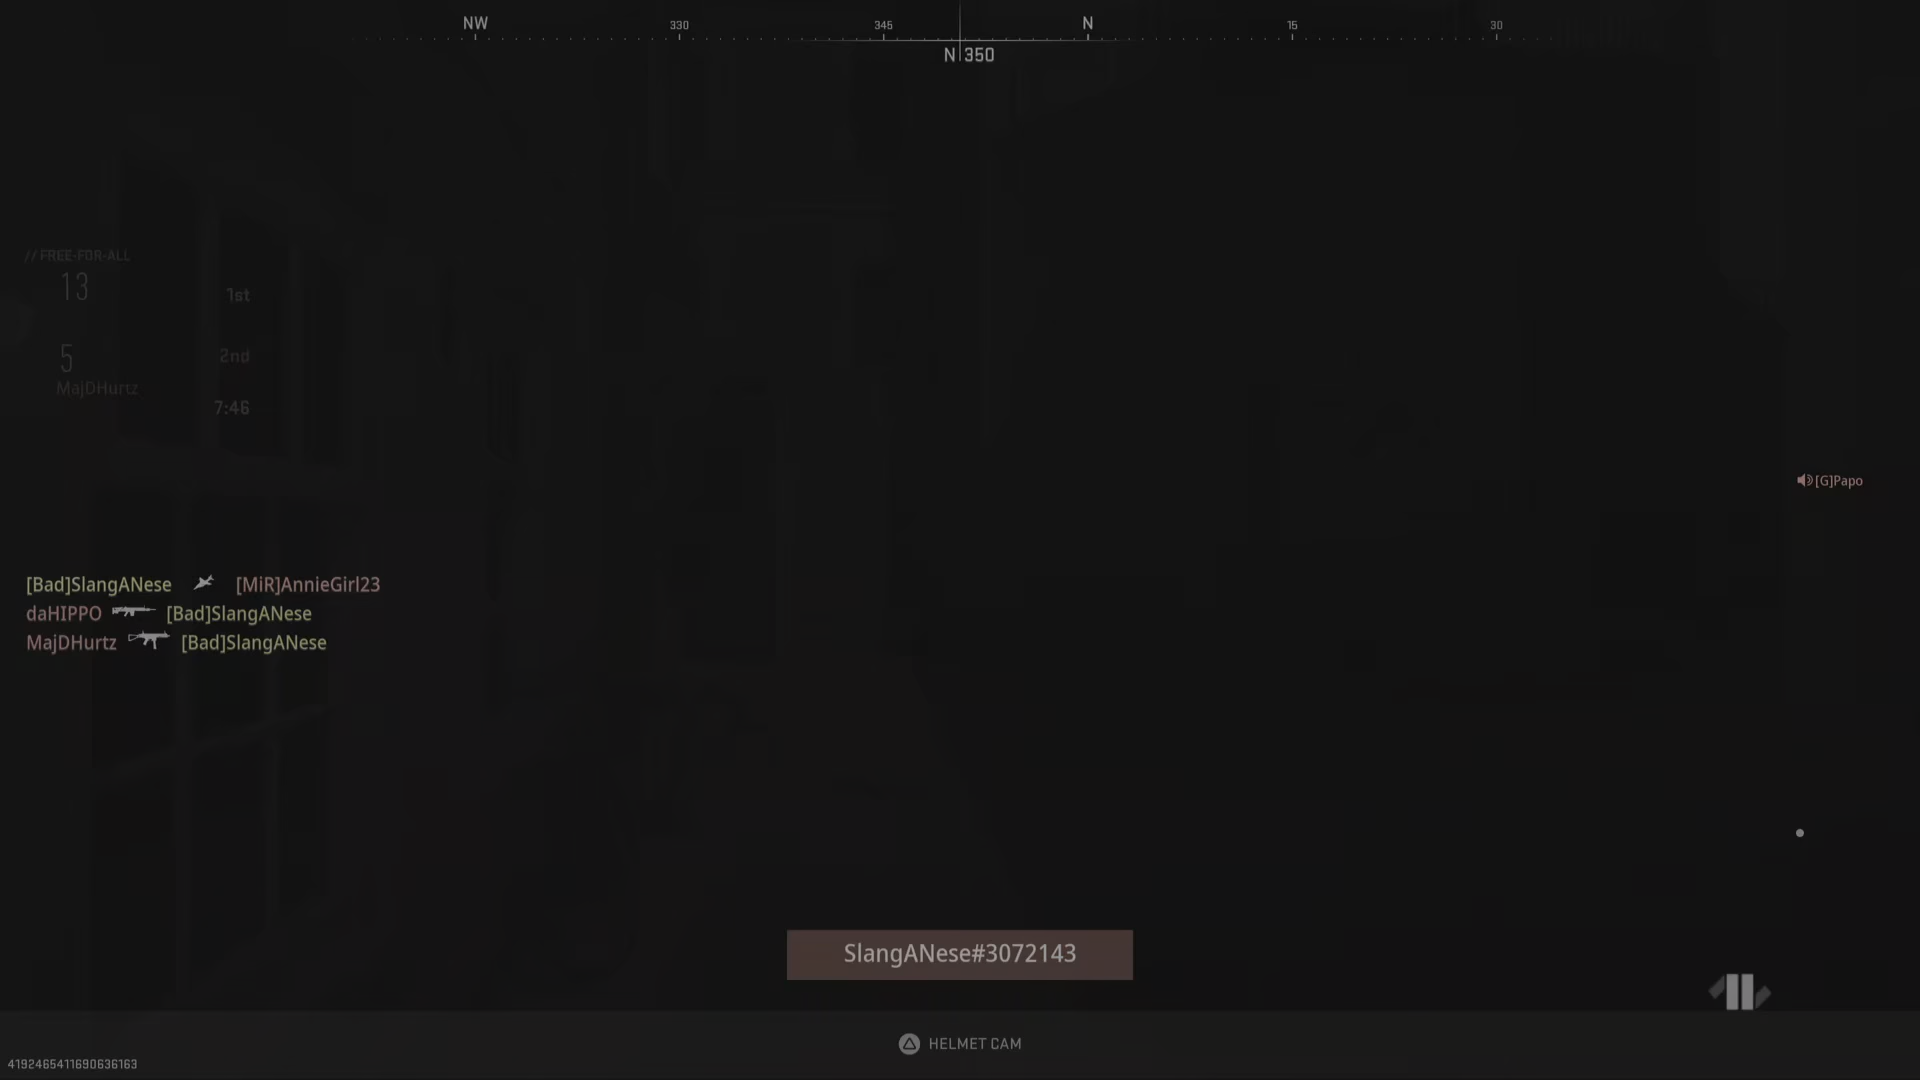 NW 330 345 N 15 30
N 350
// FREE-FOR-ALL
13 1st
5 2nd
MajDHurtz
7:46
[G]Papo
[Bad]SlangANese [MiR]AnnieGirl23
daHIPPO [Bad]SlangANese
MajDHurtz [Bad]SlangANese
SlangANese#3072143
HELMET CAM
4192465411690636163